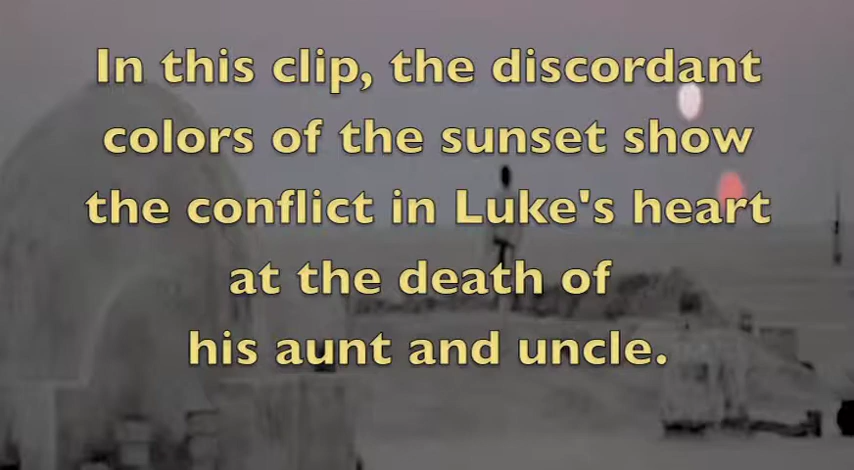 In this clip, the discordant
colors of the sunset show
the conflict in Luke's heart
at the death of
his aunt and uncle.